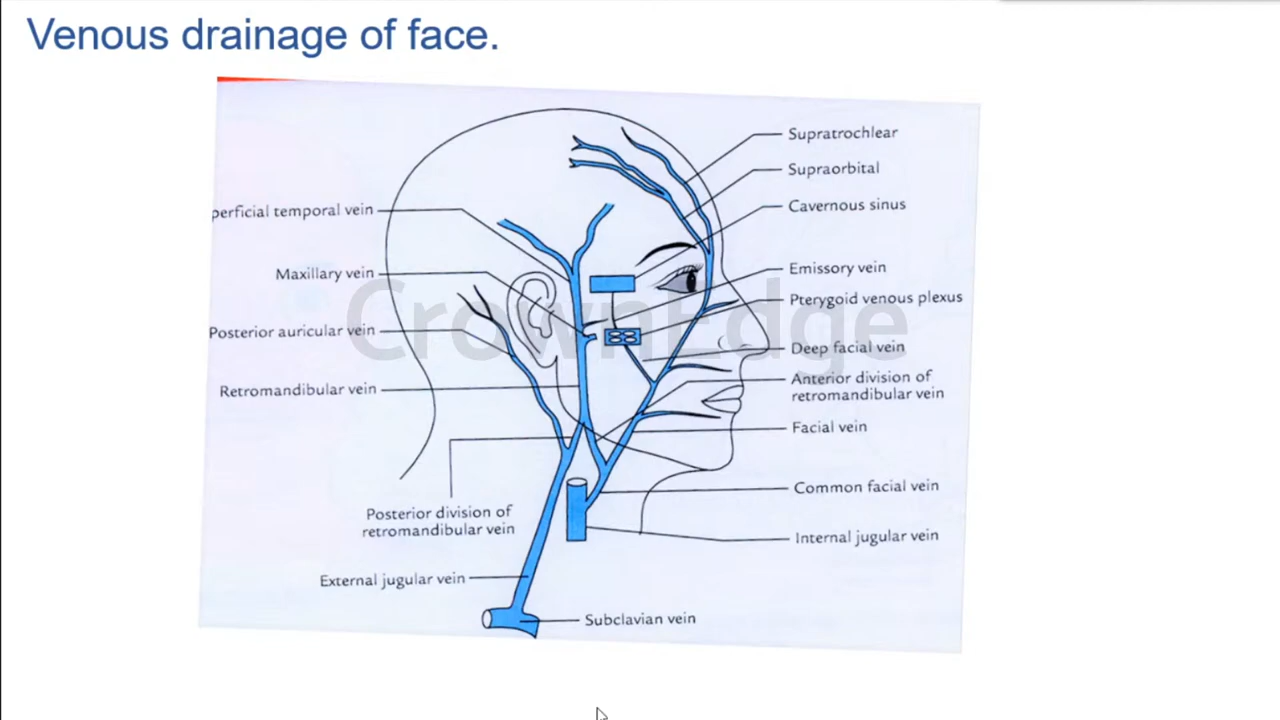 Venous drainage of face.
Supratrochlear
Supraorbital
Cavernous sinus
perficial temporal vein
Emissory vein
Maxillary vein
Pterygoid venous plexus
CrownEdge
Posterior auricular vein
Deep facial vein
Anterior division of
retromandibular vein
Retromandibular vein
Facial vein
Common facial vein
Posterior division of
retromandibular vein
Internal jugular vein
External jugular vein
Subclavian vein